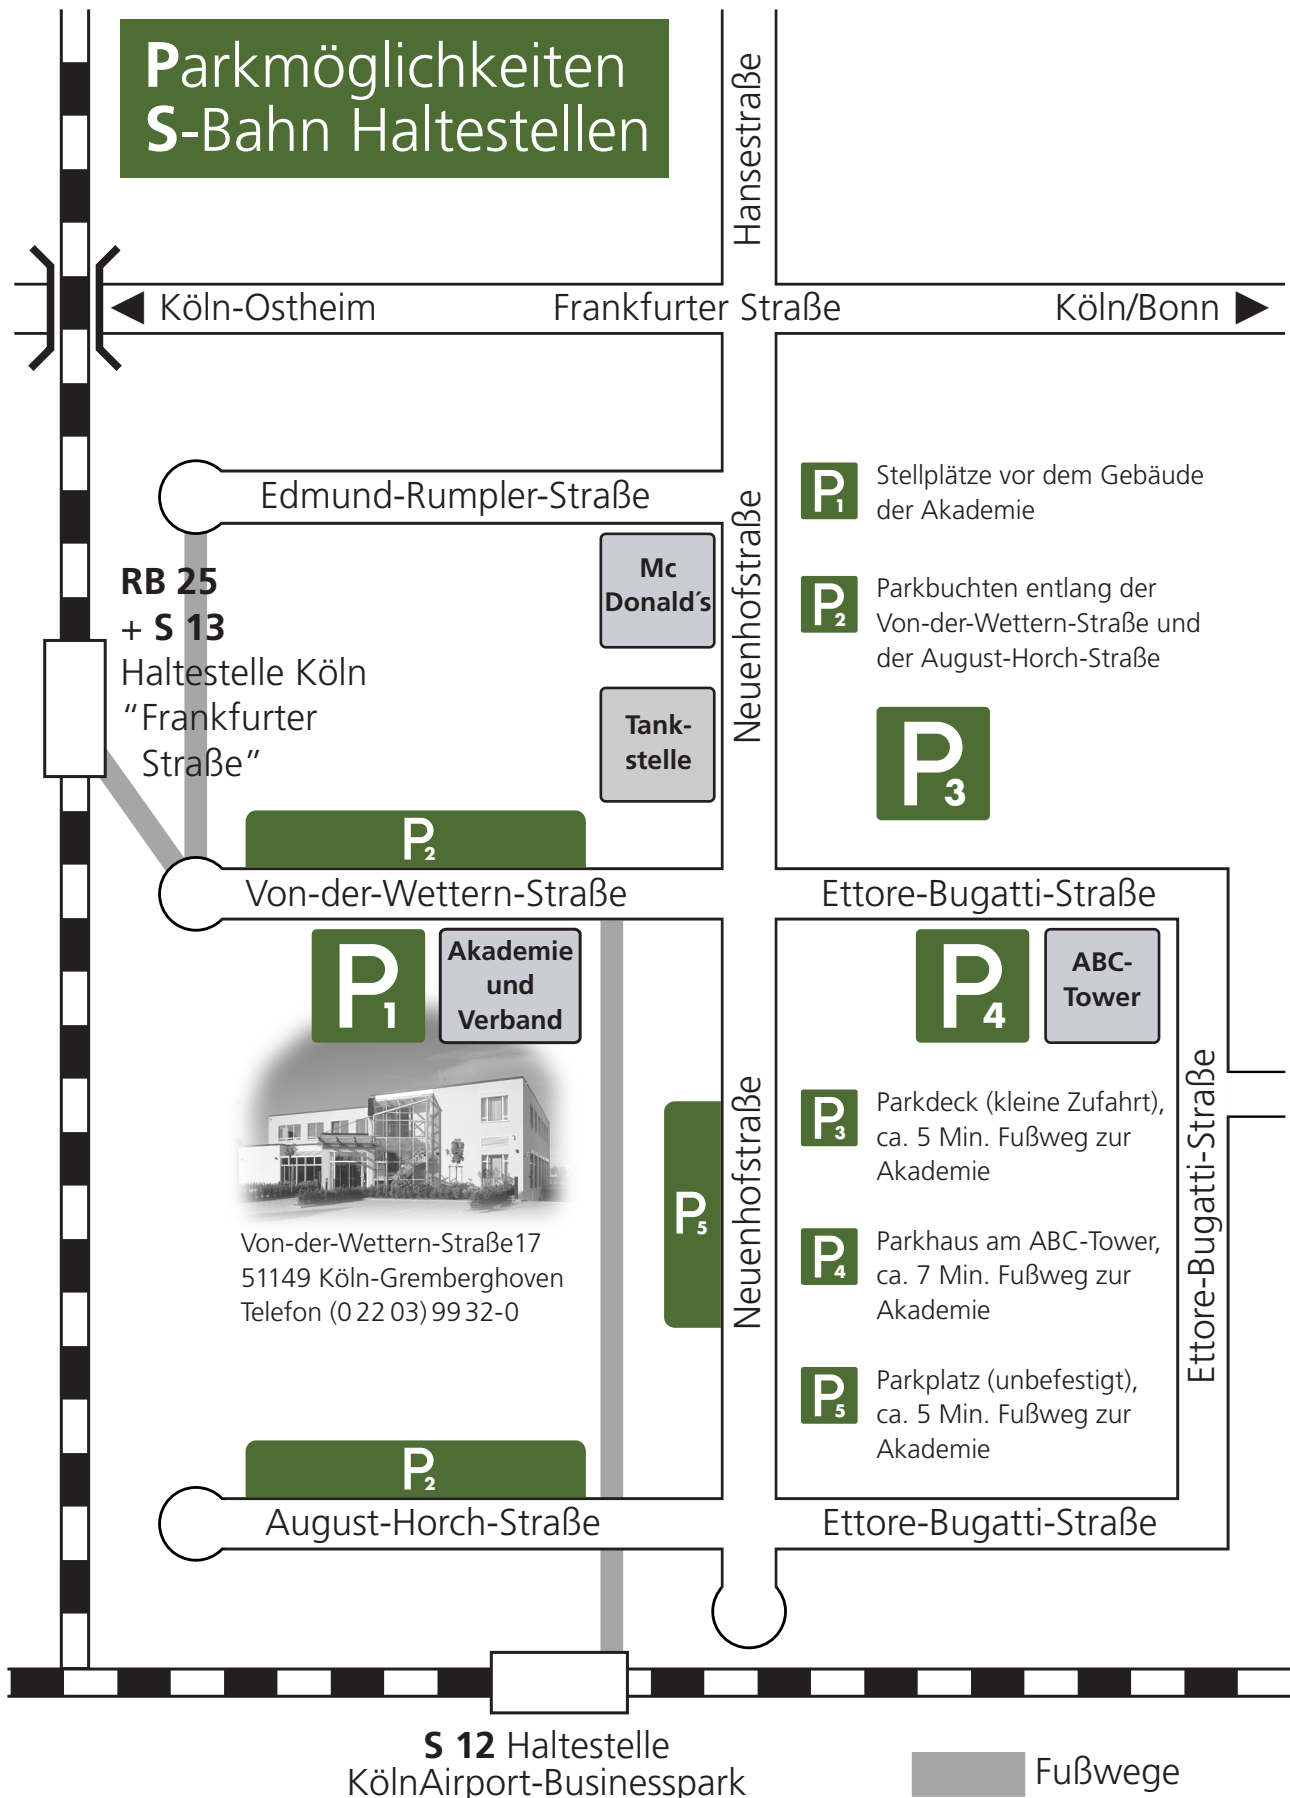 Parkmöglichkeiten
S-Bahn Haltestellen
Hansestraße
Köln-Ostheim
Frankfurter Straße
Köln/Bonn
Edmund-Rumpler-Straße
Neuenhofstraße
P1
Stellplätze vor dem Gebäude
der Akademie
P2
Parkbuchten entlang der
Von-der-Wettern-Straße und
der August-Horch-Straße
Mc
Donald´s
RB 25
+ S 13
Haltestelle Köln
“Frankfurter
Straße”
Tank-
stelle
P3
P2
Von-der-Wettern-Straße
Ettore-Bugatti-Straße
P1
Akademie
und
Verband
P4
ABC-
Tower
Von-der-Wettern-Straße17
51149 Köln-Gremberghoven
Telefon (0 22 03) 99 32-0
P5
Neuenhofstraße
P3
Parkdeck (kleine Zufahrt),
ca. 5 Min. Fußweg zur
Akademie
P4
Parkhaus am ABC-Tower,
ca. 7 Min. Fußweg zur
Akademie
P5
Parkplatz (unbefestigt),
ca. 5 Min. Fußweg zur
Akademie
Ettore-Bugatti-Straße
P2
August-Horch-Straße
Ettore-Bugatti-Straße
S 12 Haltestelle
KölnAirport-Businesspark
Fußwege